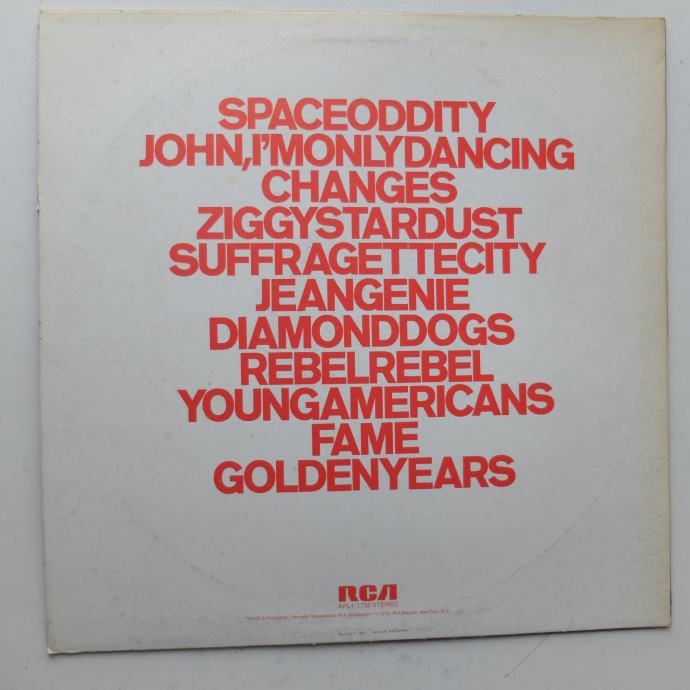 SPACEODDITY
JOHN,I'MONLYDANCING
CHANGES
ZIGGYSTARDUST
SUFFRAGETTECITY
JEANGENIE
DIAMONDDOGS
REBELREBEL
YOUNGAMERICANS
FAME
GOLDENYEARS
RCA
APL1-1732 STEREO